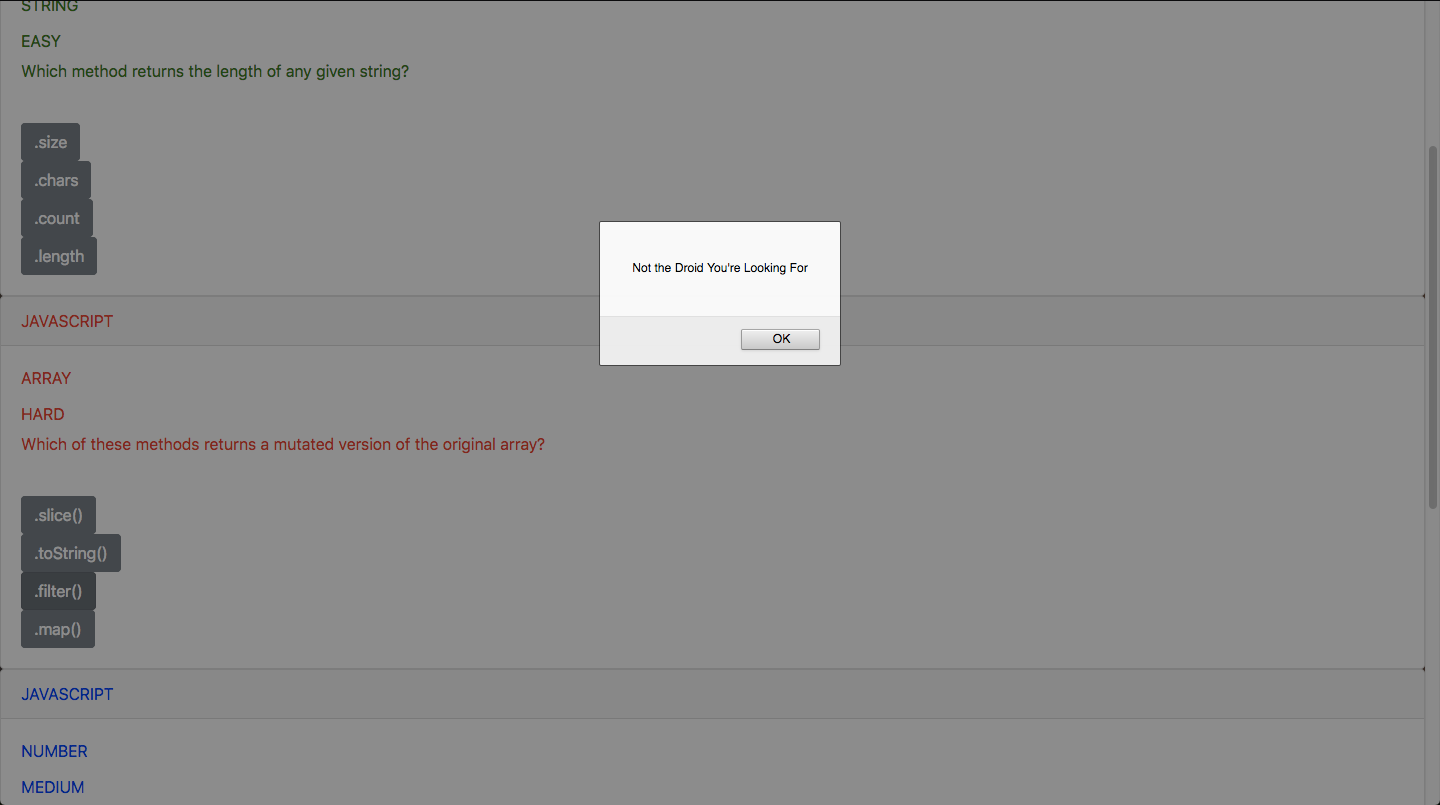 STRING
EASY
Which method returns the length of any given string?
.size
.chars
.count
.length
Not the Droid You're Looking For
OK
JAVASCRIPT
ARRAY
HARD
Which of these methods returns a mutated version of the original array?
.slice()
.toString()
.filter()
.map()
JAVASCRIPT
NUMBER
MEDIUM